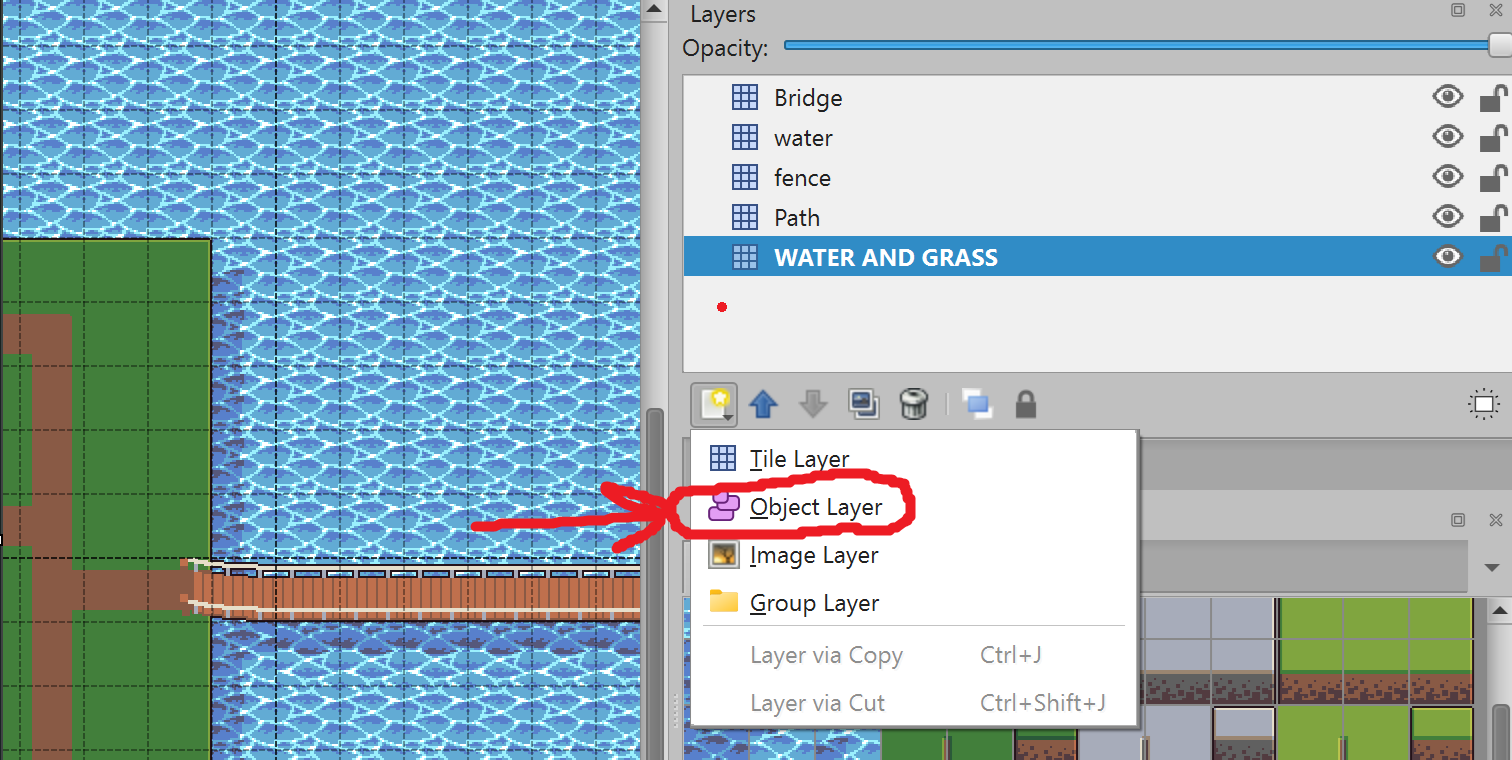 Layers
Opacity:
Bridge
water
fence
Path
WATER AND GRASS
Tile Layer
Object Layer
Image Layer
Group Layer
Layer via Copy Ctrl+J
Layer via Cut Ctrl+Shift+J